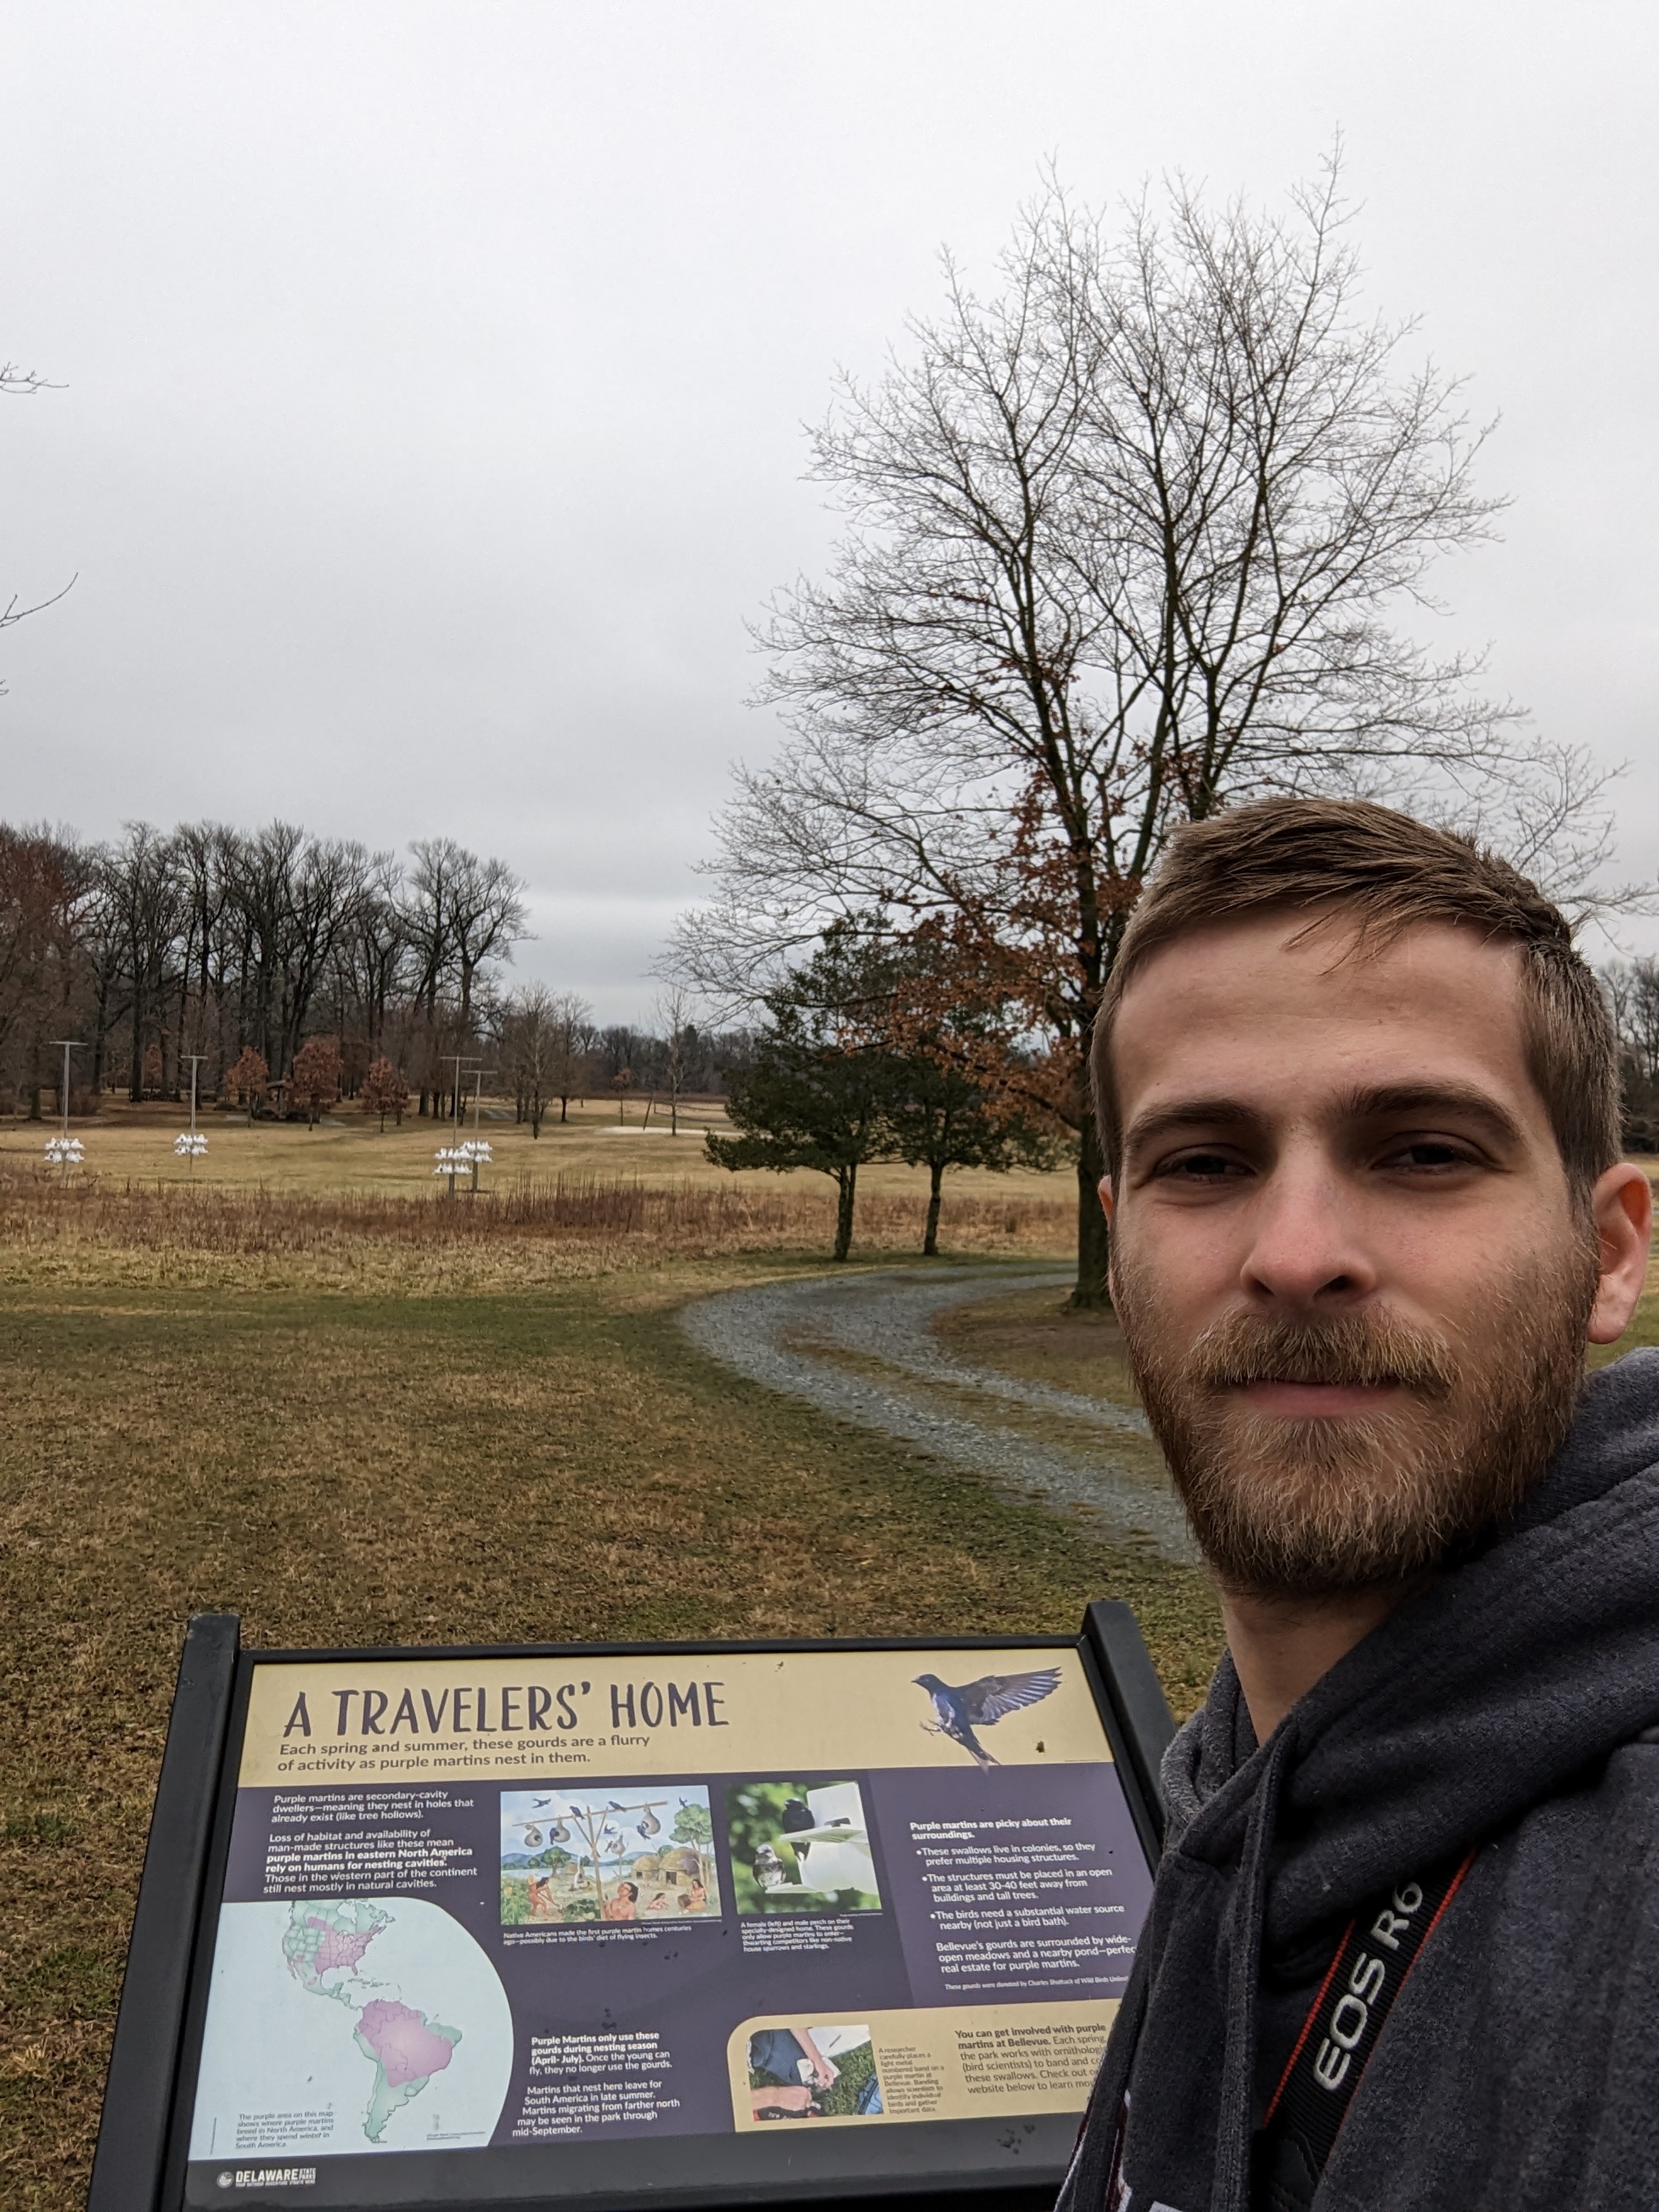 A TRAVELERS' HOME
Each spring and summer, these gourds are a flurry
of activity as purple martins nest in them.
Purple martins are secondary-cavity
dwellers—meaning they nest in holes that
already exist (like tree hollows).
Loss of habitat and availability of
man-made structures like these mean
purple martins in eastern North America
rely on humans for nesting cavities.
Those in the western part of the continent
still nest mostly in natural cavities.
The purple area on this map
shows where purple martins
breed in North America, and
where they spend winter in
South America
Native Americans made the first purple martin homes centuries
ago—possibly due to the birds' diet of flying insects.
A female (left) and male perch on their
specially-designed home. These gourds
only allow purple martins to enter—
thwarting competitors like non-native
house sparrows and starlings.
Purple Martins only use these
gourds during nesting season
(April- July). Once the young can
fly, they no longer use the gourds.
Martins that nest here leave for
South America in late summer.
Martins migrating from farther north
may be seen in the park through
mid-September.
Purple martins are picky about their
surroundings.
•These swallows live in colonies, so they
prefer multiple housing structures.
•The structures must be placed in an open
area at least 30-40 feet away from
buildings and tall trees.
•The birds need a substantial water source
nearby (not just a bird bath).
Bellevue's gourds are surrounded by wide-
open meadows and a nearby pond—perfec
real estate for purple martins.
These gourds were donated by Charles Shattuck of Wild Birds Unlim
A researcher
carefully places a
light metal
numbered band on a
purple martin at
Bellevue. Banding
allows scientists to
identify individual
birds and gather
important data.
You can get involved with purple
martins at Bellevue. Each spring,
the park works with ornithologi
(bird scientists) to band and co
these swallows. Check out o
website below to learn mo
DELAWARE STATE PARKS
EOS R6